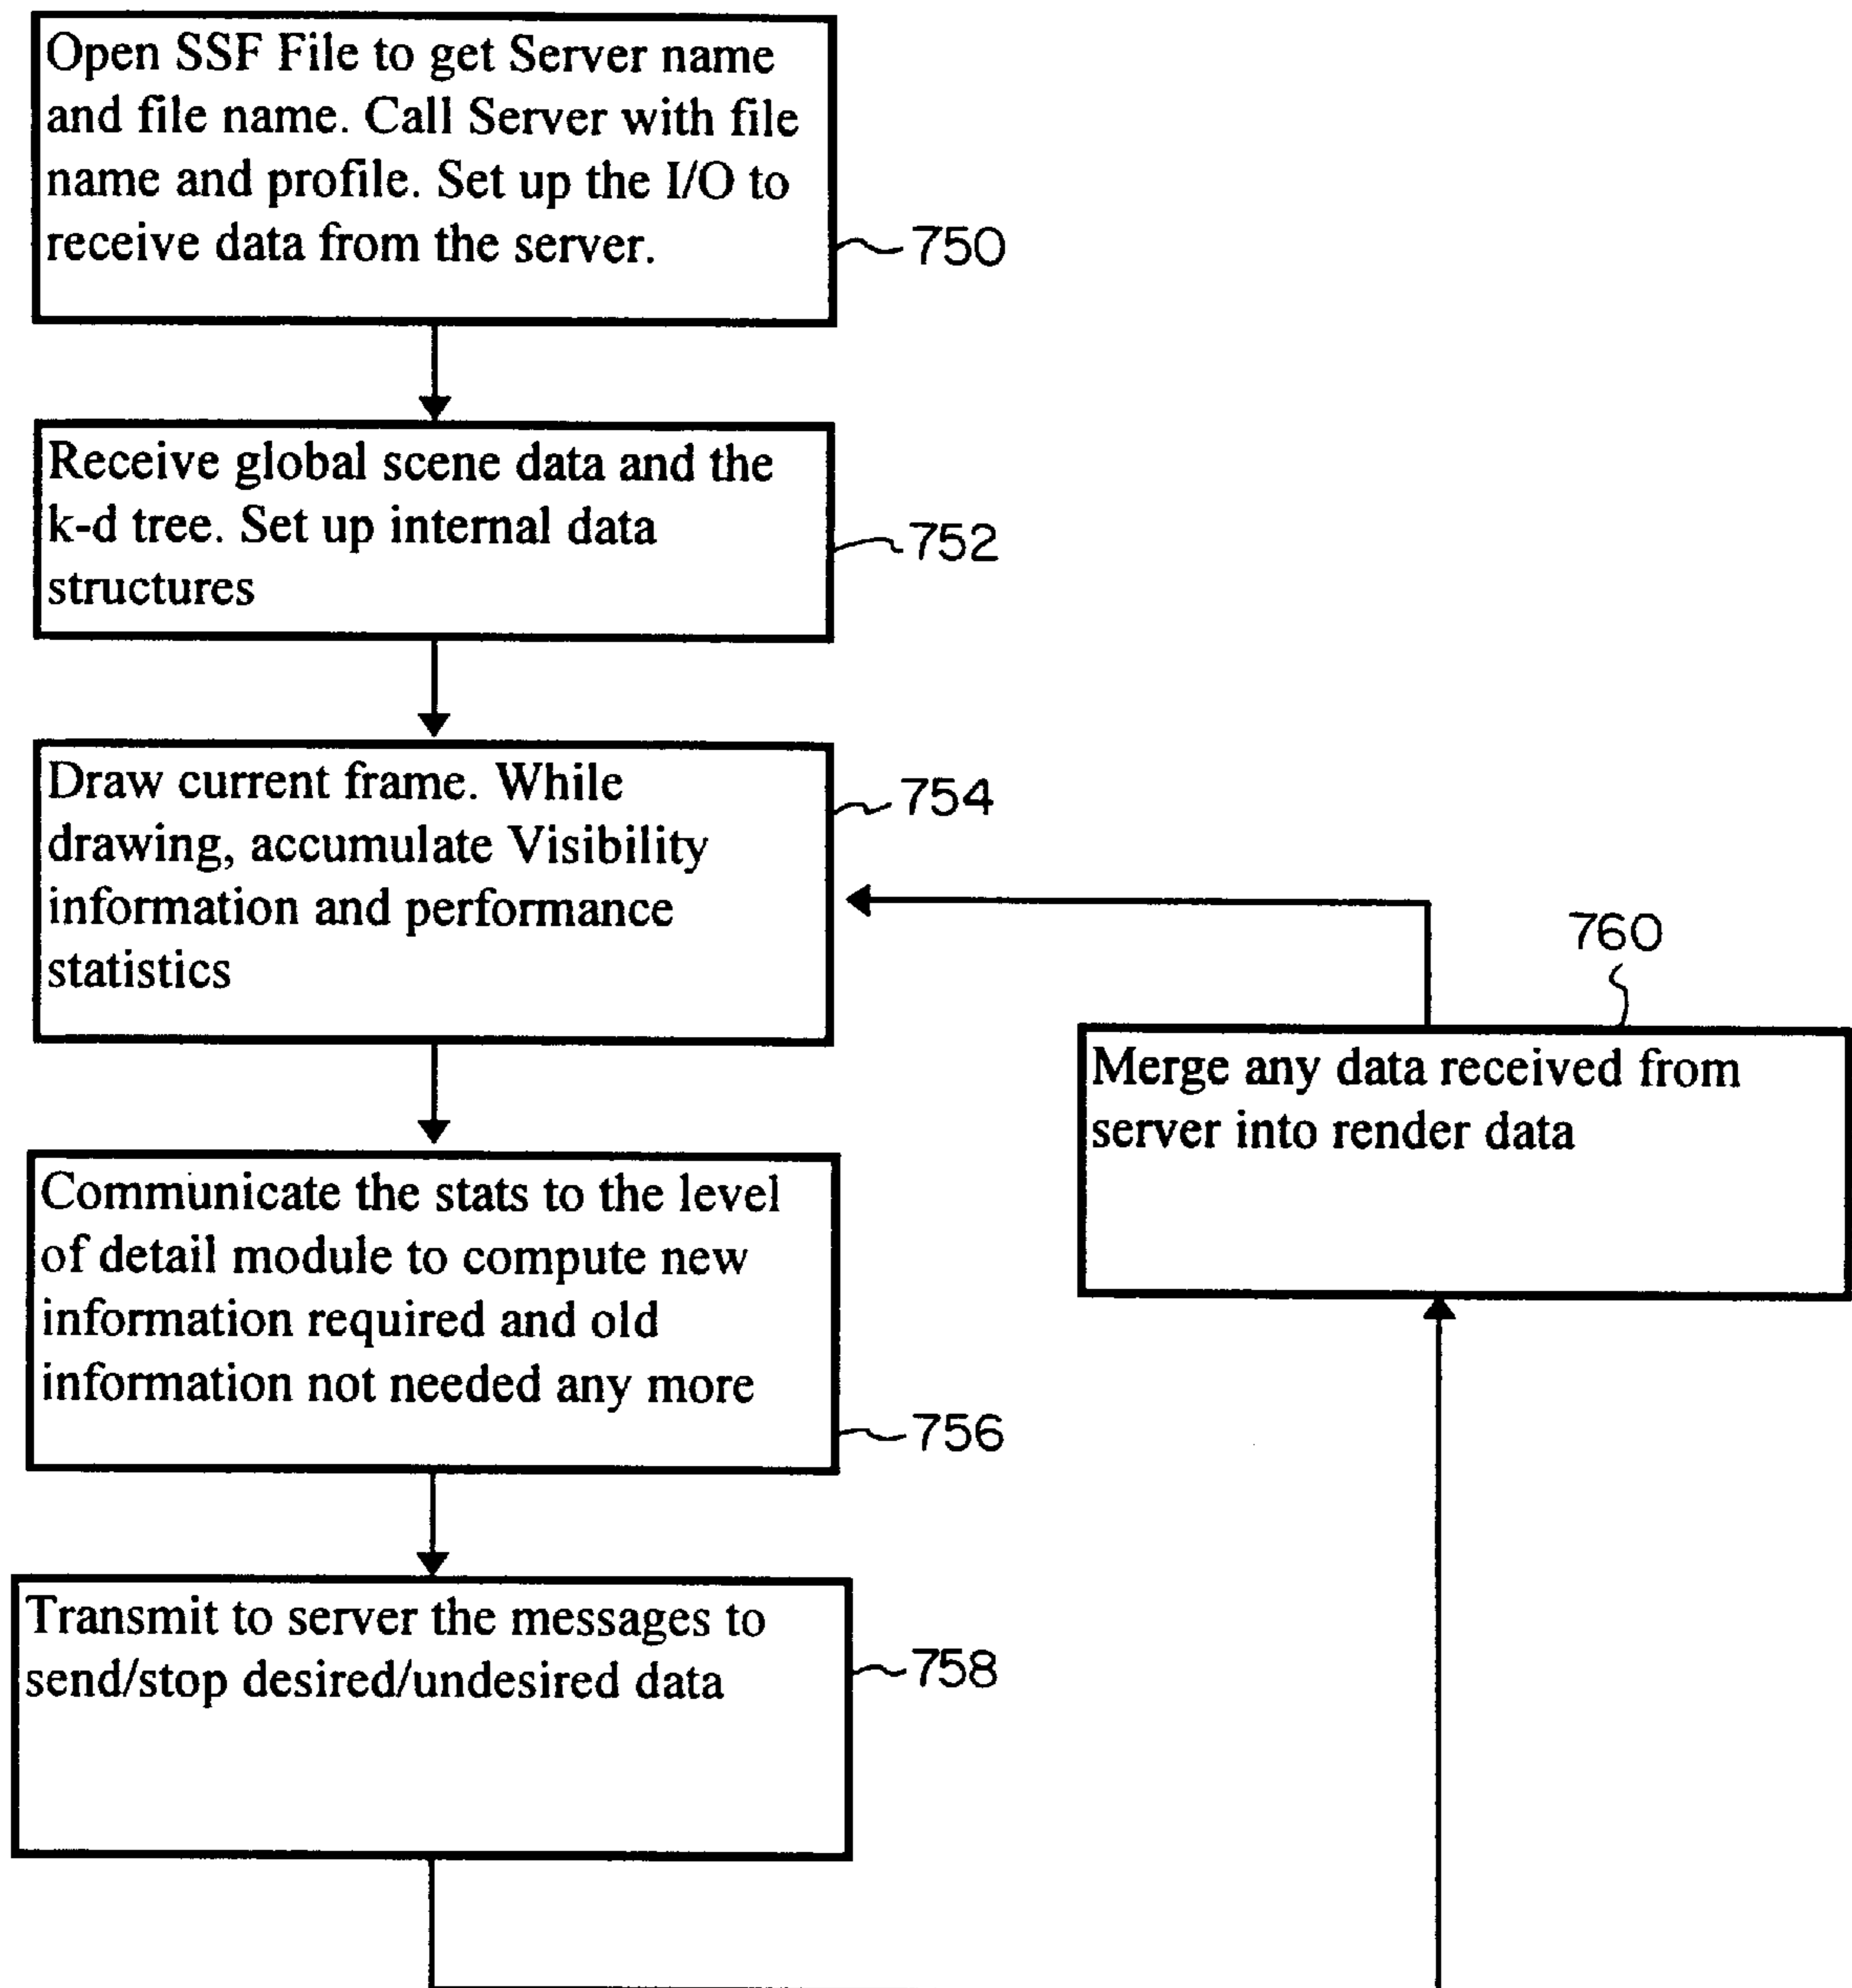 Open SSF File to get Server name
and file name. Call Server with file
name and profile. Set up the I/O to
receive data from the server.
750
Receive global scene data and the
k-d tree. Set up internal data
structures
752
Draw current frame. While
drawing, accumulate Visibility
information and performance
statistics
754
760
Merge any data received from
server into render data
Communicate the stats to the level
of detail module to compute new
information required and old
information not needed any more
756
Transmit to server the messages to
send/stop desired/undesired data
758